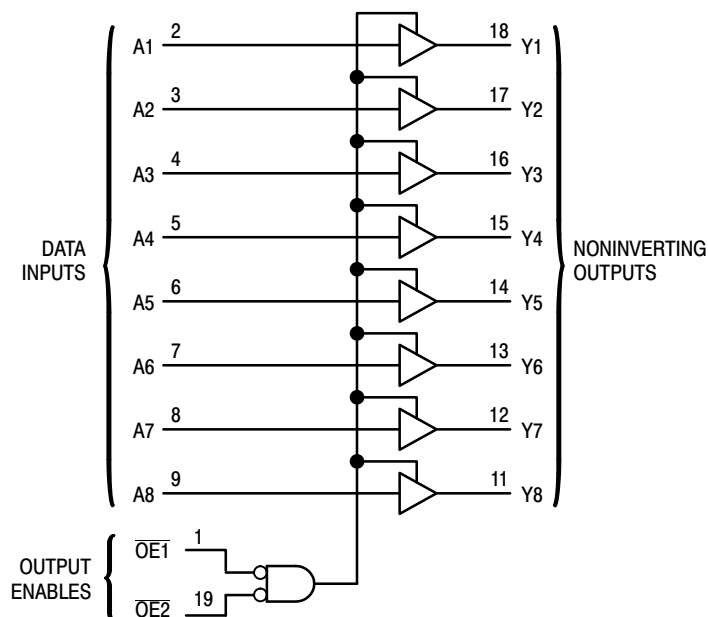 A1 2 18 Y1
A2 3 17 Y2
A3 4 16 Y3
A4 5 15 Y4
DATA
INPUTS
NONINVERTING
OUTPUTS
A5 6 14 Y5
A6 7 13 Y6
A7 8 12 Y7
A8 9 11 Y8
OUTPUT
ENABLES
O̅E̅1̅ 1
O̅E̅2̅ 19